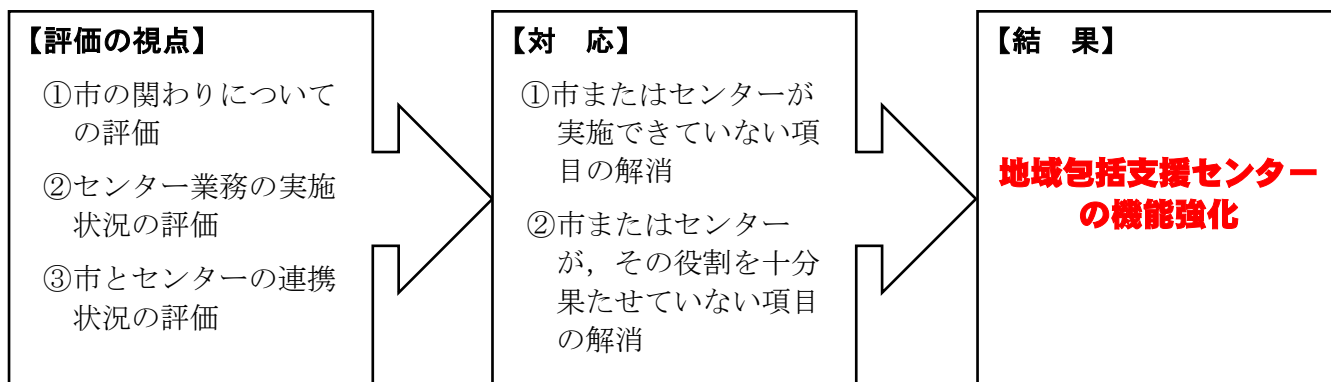 【評価の視点】
①市の関わりについて
の評価
②センター業務の実施
状況の評価
③市とセンターの連携
状況の評価
【対　応】
①市またはセンターが
実施できていない項
目の解消
②市またはセンター
が，その役割を十分
果たせていない項目
の解消
【結　果】
地域包括支援センター
の機能強化